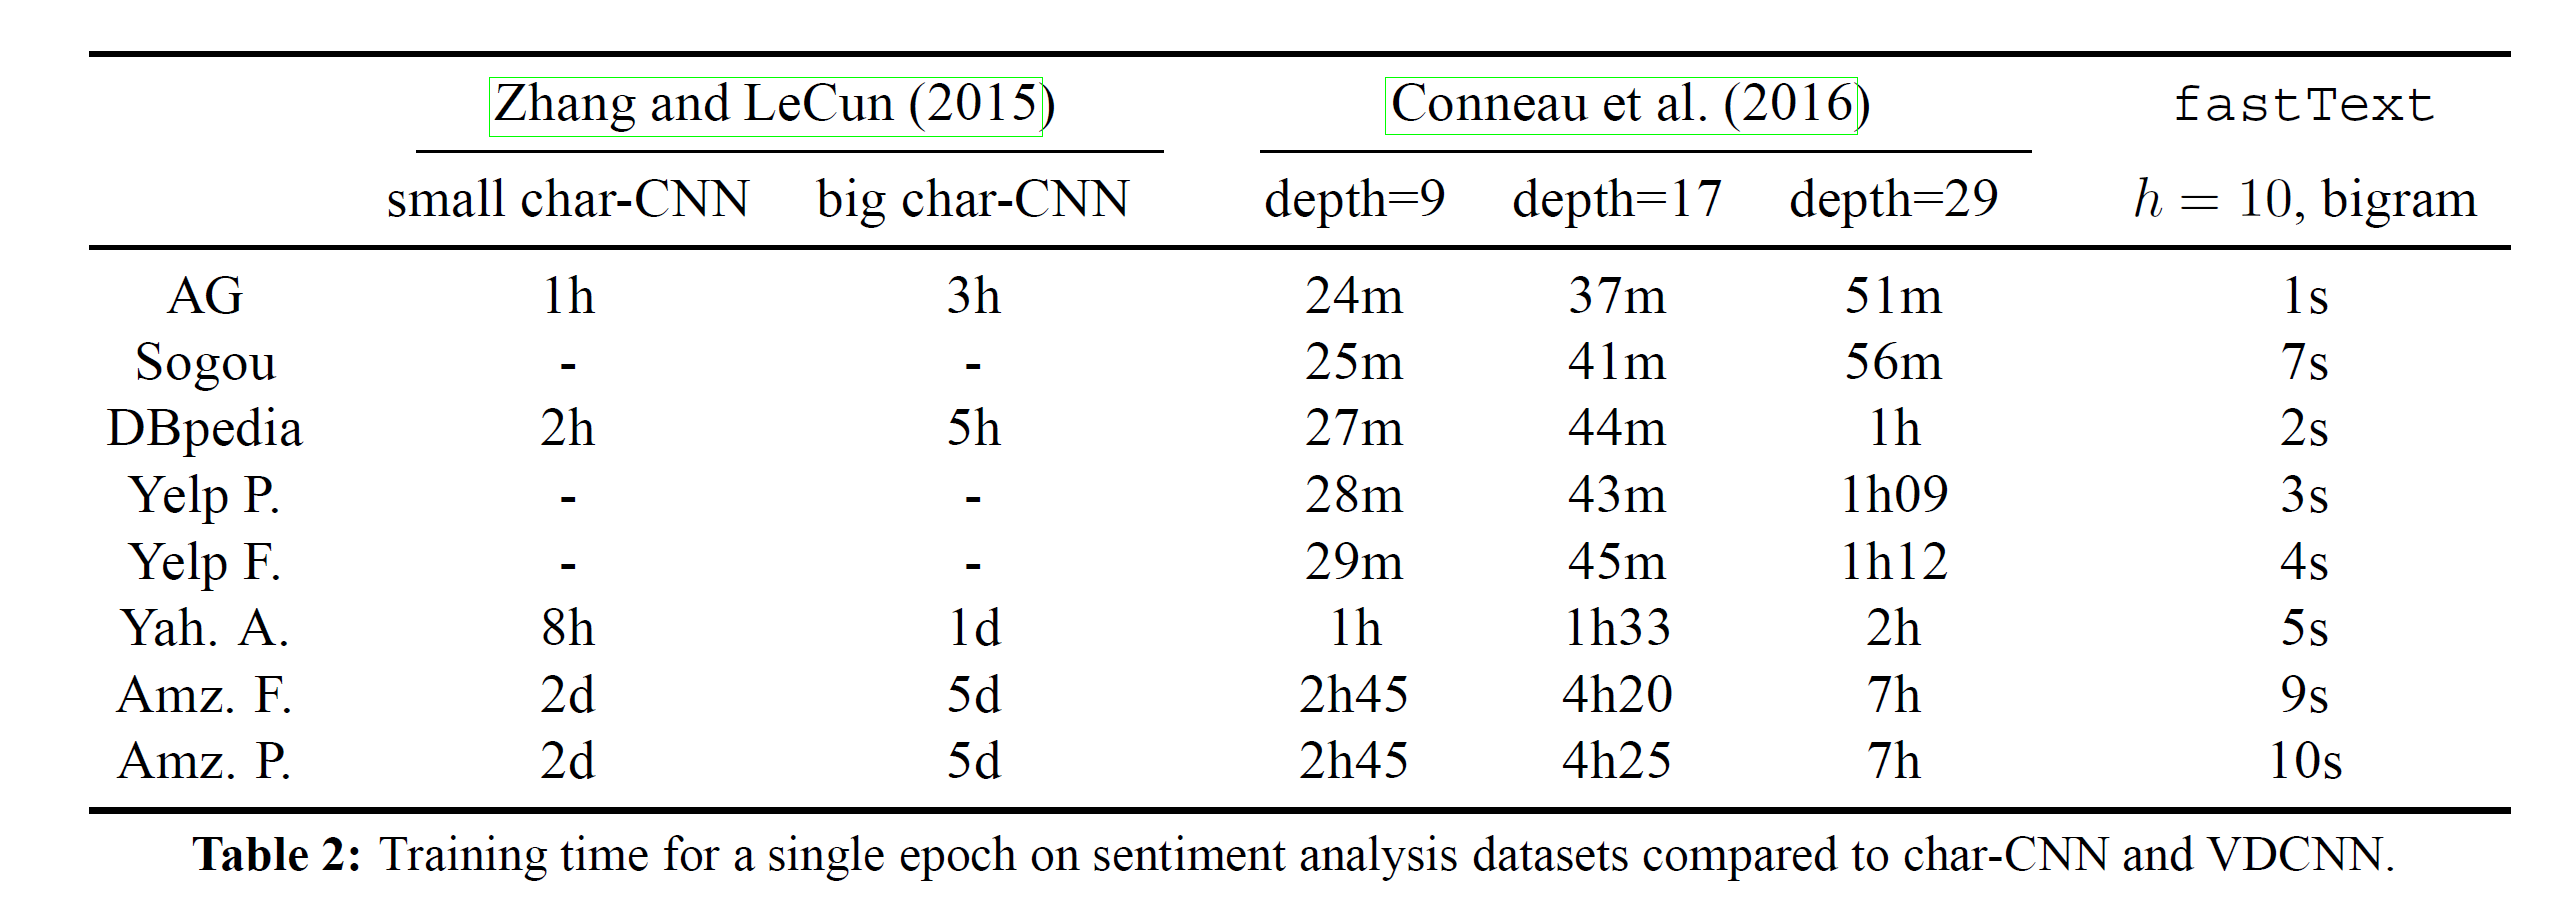 Zhang and LeCun (2015) Conneau et al. (2016) fastText
small char-CNN big char-CNN depth=9 depth=17 depth=29 h = 10, bigram
AG 1h 3h 24m 37m 51m 1s
Sogou - - 25m 41m 56m 7s
DBpedia 2h 5h 27m 44m 1h 2s
Yelp P. - - 28m 43m 1h09 3s
Yelp F. - - 29m 45m 1h12 4s
Yah. A. 8h 1d 1h 1h33 2h 5s
Amz. F. 2d 5d 2h45 4h20 7h 9s
Amz. P. 2d 5d 2h45 4h25 7h 10s
Table 2: Training time for a single epoch on sentiment analysis datasets compared to char-CNN and VDCNN.